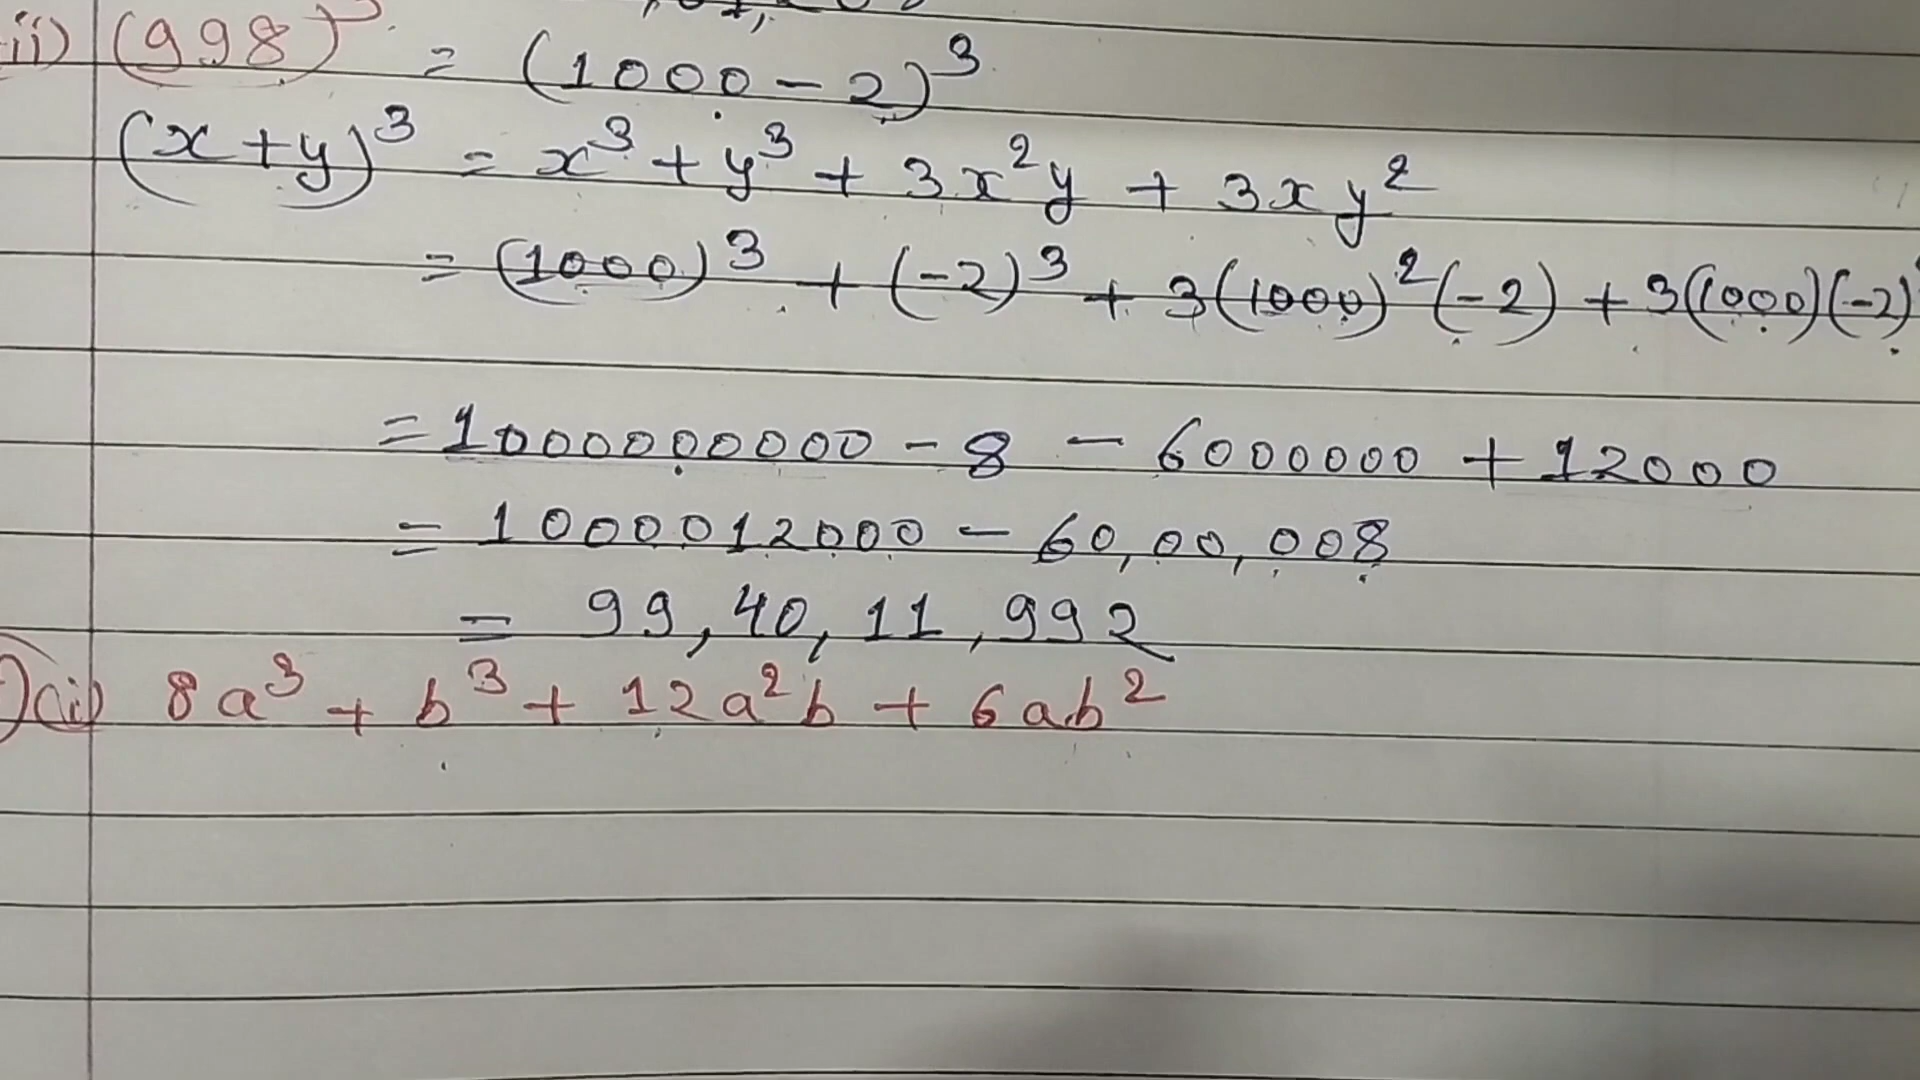 ii) (998)³ = (1000 - 2)³
(x + y)³ = x³ + y³ + 3x²y + 3xy²
= (1000)³ + (-2)³ + 3(1000)²(-2) + 3(1000)(-2)
= 1000000000 - 8 - 6000000 + 12000
= 1000012000 - 60,00,008
= 99,40,11,992
(i) 8a³ + b³ + 12a²b + 6ab²